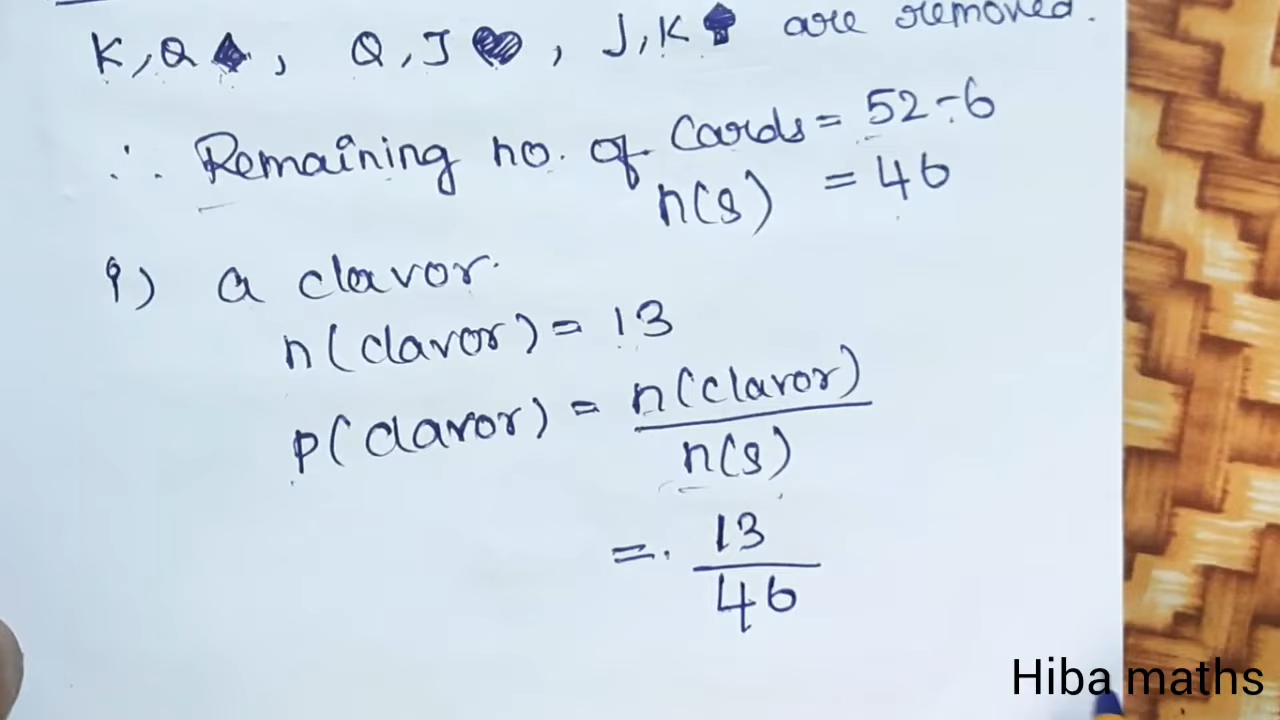 K, Q ♦, Q, J ♥, J, K ♠ are removed.
∴ Remaining no. of Cards = 52-6
n(s) = 46
i) a clavor.
n(clavor) = 13
P(clavor) = n(clavor) / n(s)
= 13 / 46
Hiba maths